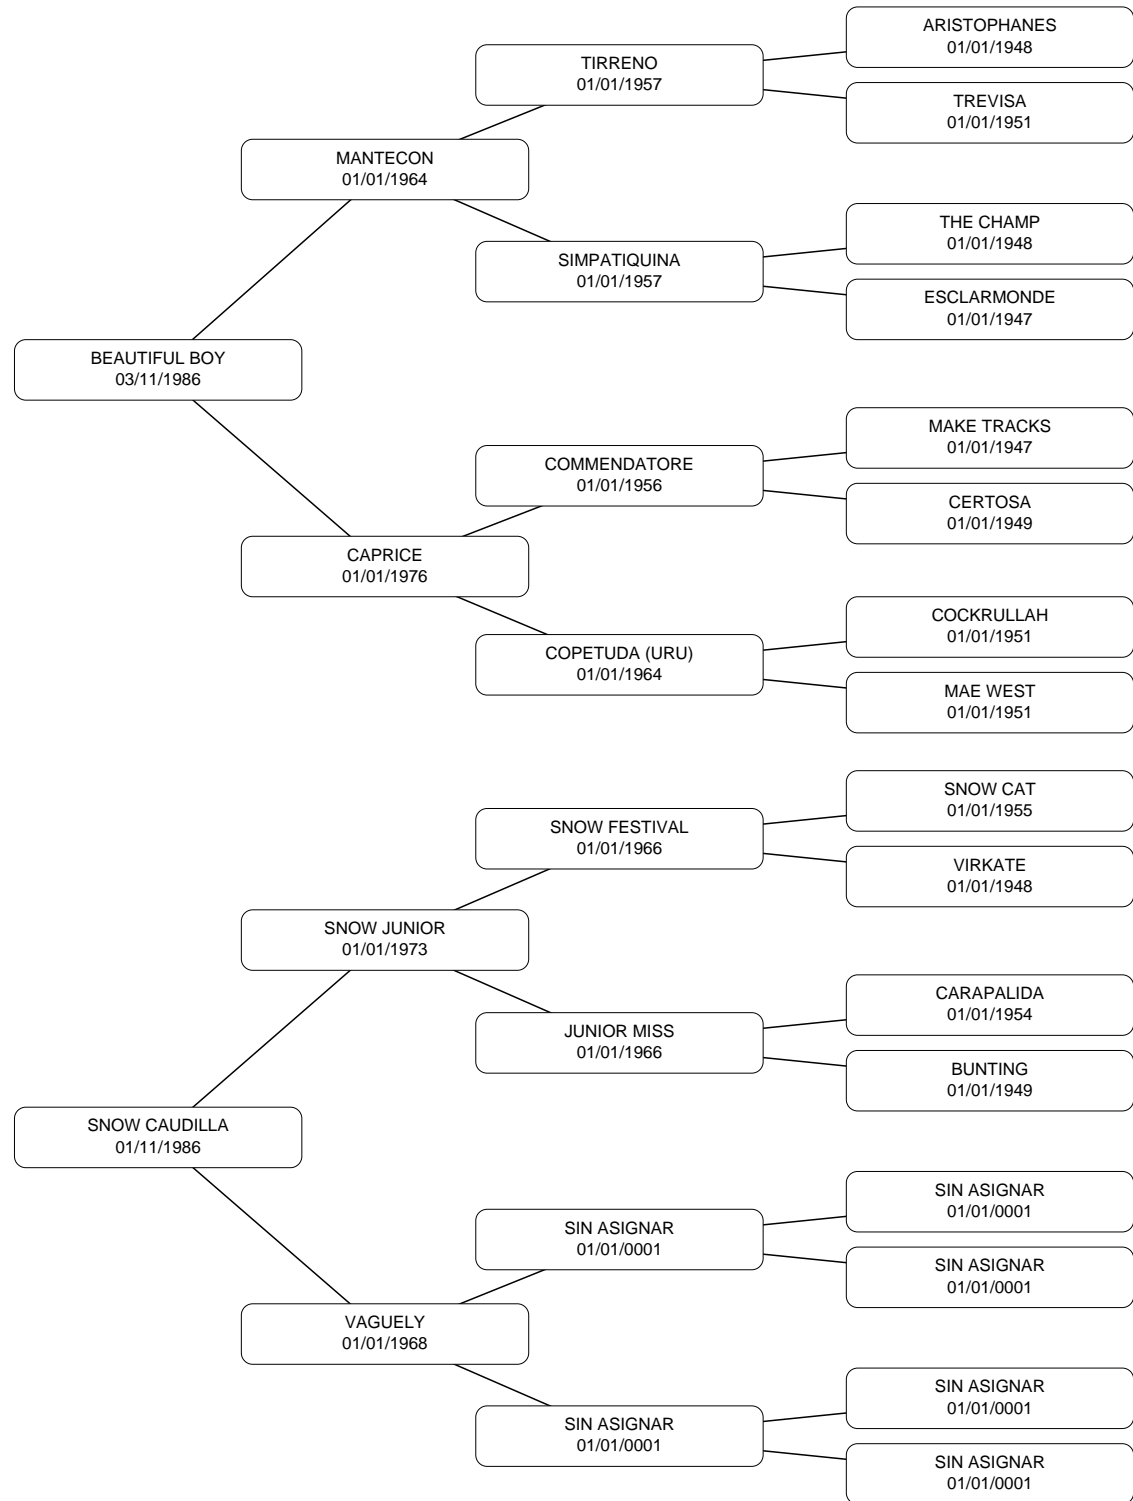 ARISTOPHANES
01/01/1948
TIRRENO
01/01/1957
TREVISA
01/01/1951
MANTECON
01/01/1964
THE CHAMP
01/01/1948
SIMPATIQUINA
01/01/1957
ESCLARMONDE
01/01/1947
BEAUTIFUL BOY
03/11/1986
MAKE TRACKS
01/01/1947
COMMENDATORE
01/01/1956
CERTOSA
01/01/1949
CAPRICE
01/01/1976
COCKRULLAH
01/01/1951
COPETUDA (URU)
01/01/1964
MAE WEST
01/01/1951
SNOW CAT
01/01/1955
SNOW FESTIVAL
01/01/1966
VIRKATE
01/01/1948
SNOW JUNIOR
01/01/1973
CARAPALIDA
01/01/1954
JUNIOR MISS
01/01/1966
BUNTING
01/01/1949
SNOW CAUDILLA
01/11/1986
SIN ASIGNAR
01/01/0001
SIN ASIGNAR
01/01/0001
SIN ASIGNAR
01/01/0001
VAGUELY
01/01/1968
SIN ASIGNAR
01/01/0001
SIN ASIGNAR
01/01/0001
SIN ASIGNAR
01/01/0001